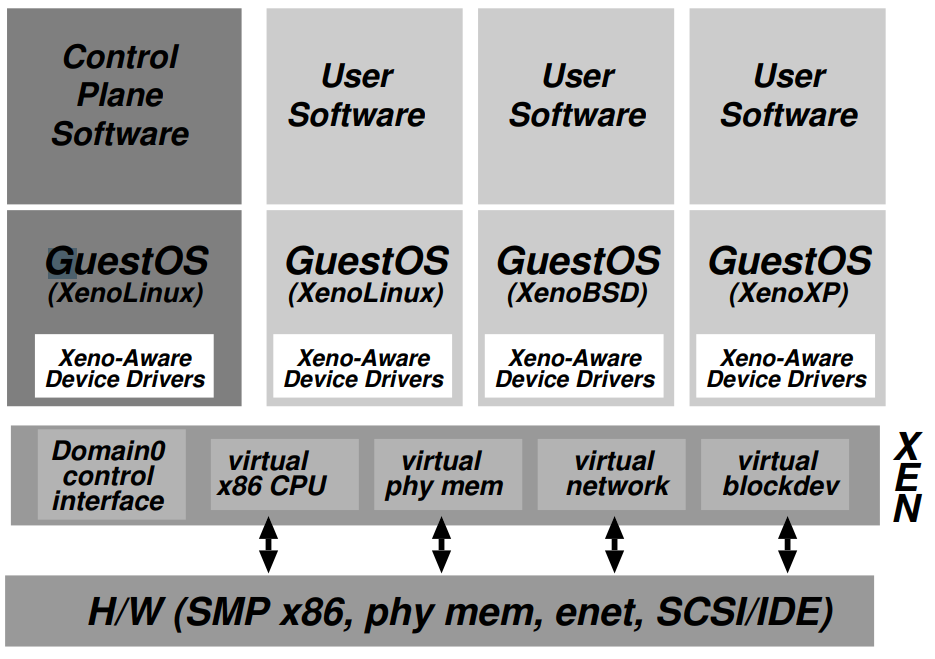 Control
Plane
Software
User
Software
User
Software
User
Software
GuestOS
(XenoLinux)
GuestOS
(XenoLinux)
GuestOS
(XenoBSD)
GuestOS
(XenoXP)
Xeno-Aware
Device Drivers
Xeno-Aware
Device Drivers
Xeno-Aware
Device Drivers
Xeno-Aware
Device Drivers
Domain0
control
interface
virtual
x86 CPU
virtual
phy mem
virtual
network
virtual
blockdev
X
E
N
H/W (SMP x86, phy mem, enet, SCSI/IDE)